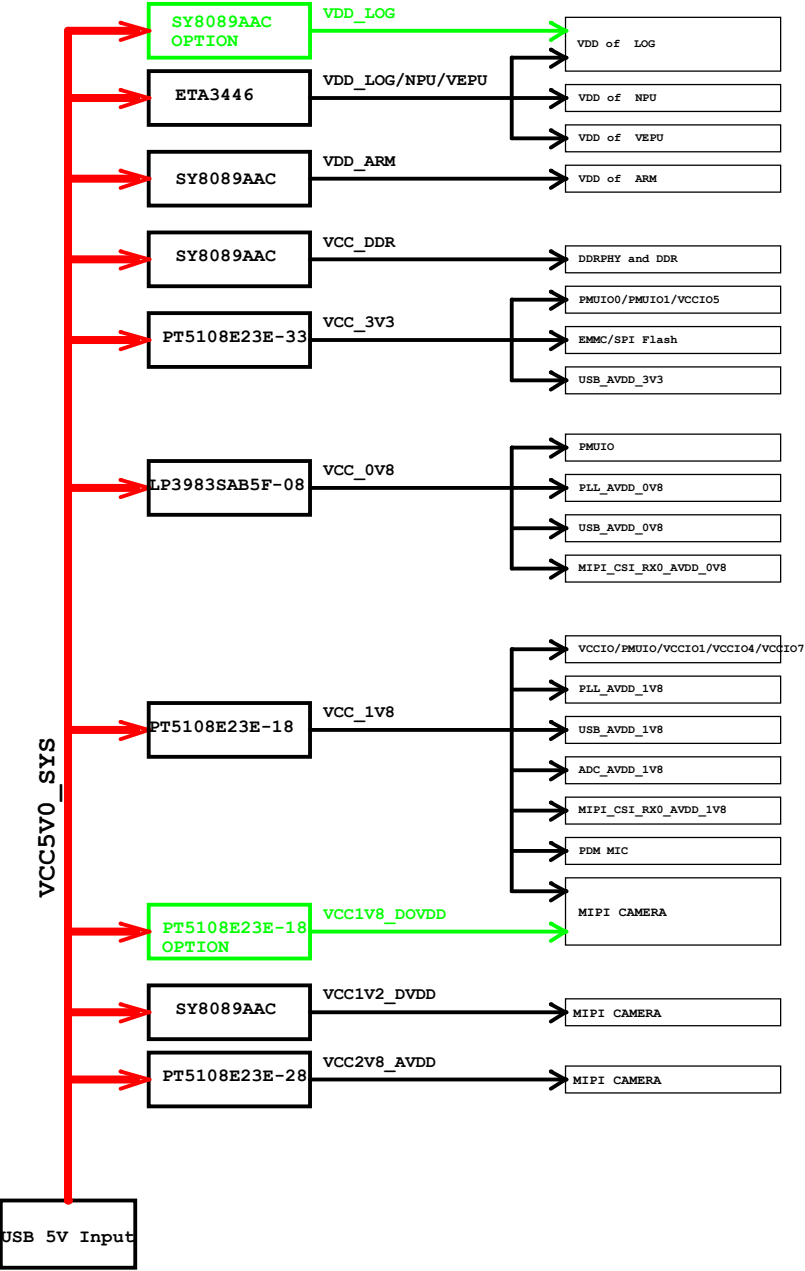 SY8089AAC
OPTION
VDD_LOG
VDD of LOG
ETA3446
VDD_LOG/NPU/VEPU
VDD of NPU
VDD of VEPU
SY8089AAC
VDD_ARM
VDD of ARM
SY8089AAC
VCC_DDR
DDRPHY and DDR
PT5108E23E-33
VCC_3V3
PMUIO0/PMUIO1/VCCIO5
EMMC/SPI Flash
USB_AVDD_3V3
LP3983SAB5F-08
VCC_0V8
PMUIO
PLL_AVDD_0V8
USB_AVDD_0V8
MIPI_CSI_RX0_AVDD_0V8
PT5108E23E-18
VCC_1V8
VCCIO/PMUIO/VCCIO1/VCCIO4/VCCIO7
PLL_AVDD_1V8
USB_AVDD_1V8
ADC_AVDD_1V8
MIPI_CSI_RX0_AVDD_1V8
PDM MIC
MIPI CAMERA
VCC5V0_SYS
PT5108E23E-18
OPTION
VCC1V8_DOVDD
SY8089AAC
VCC1V2_DVDD
MIPI CAMERA
PT5108E23E-28
VCC2V8_AVDD
MIPI CAMERA
USB 5V Input